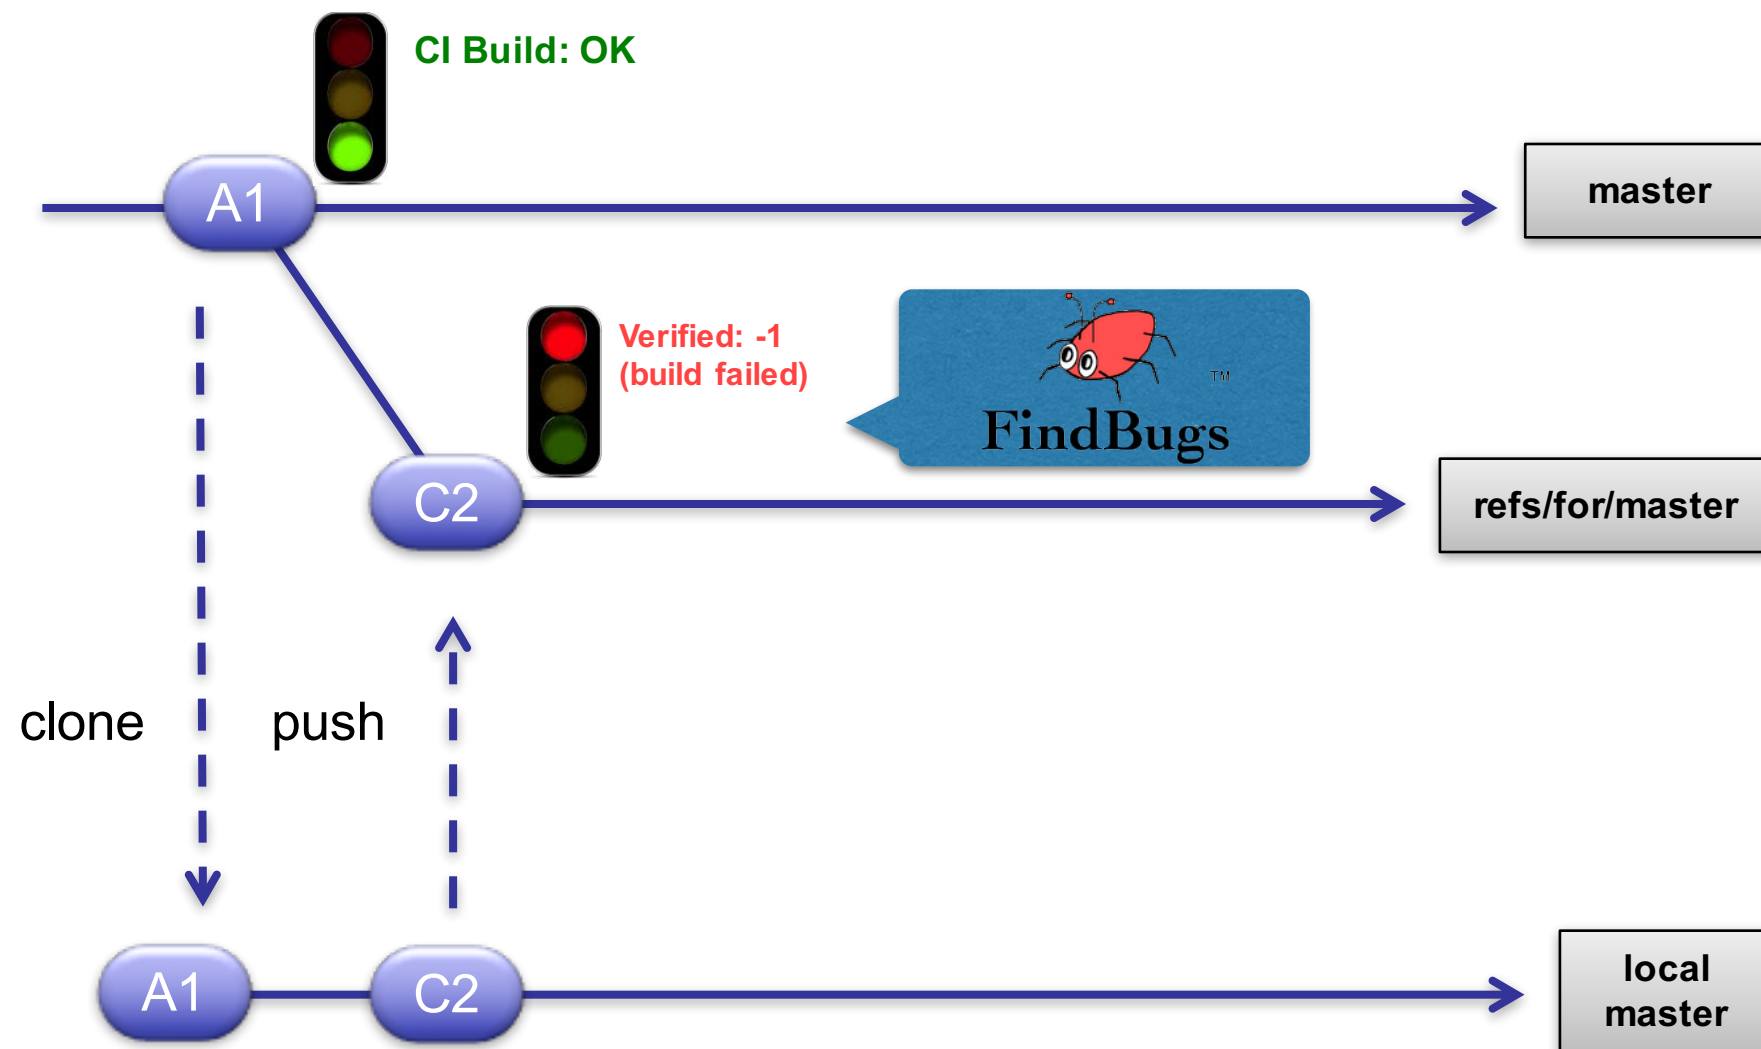 CI Build: OK
A1
master
Verified: -1
(build failed)
TM
FindBugs
C2
refs/for/master
clone
push
A1
C2
local
master